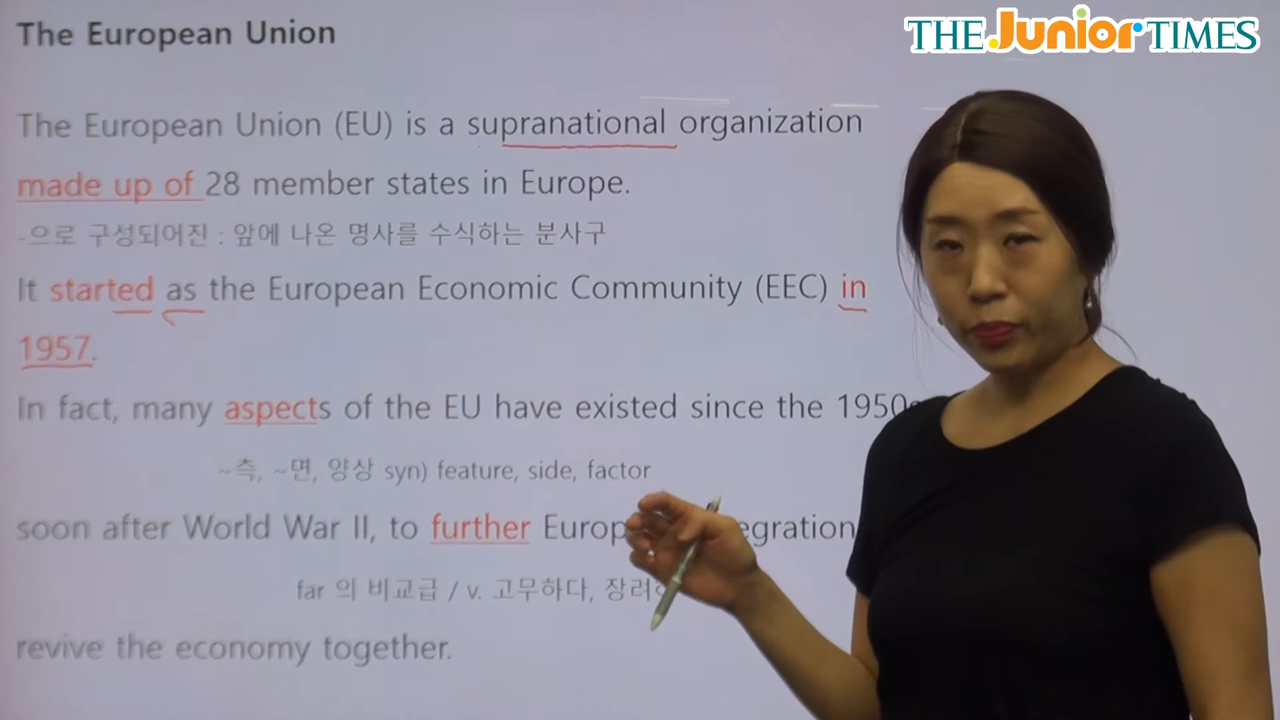 The European Union
THE Junior TIMES
The European Union (EU) is a supranational organization
made up of 28 member states in Europe.
-으로 구성되어진 : 앞에 나온 명사를 수식하는 분사구
It started as the European Economic Community (EEC) in
1957.
In fact, many aspects of the EU have existed since the
~측, ~면, 양상 syn) feature, side, factor
soon after World War II, to further
far 의 비교급 / v. 고무하다,
revive the economy together.